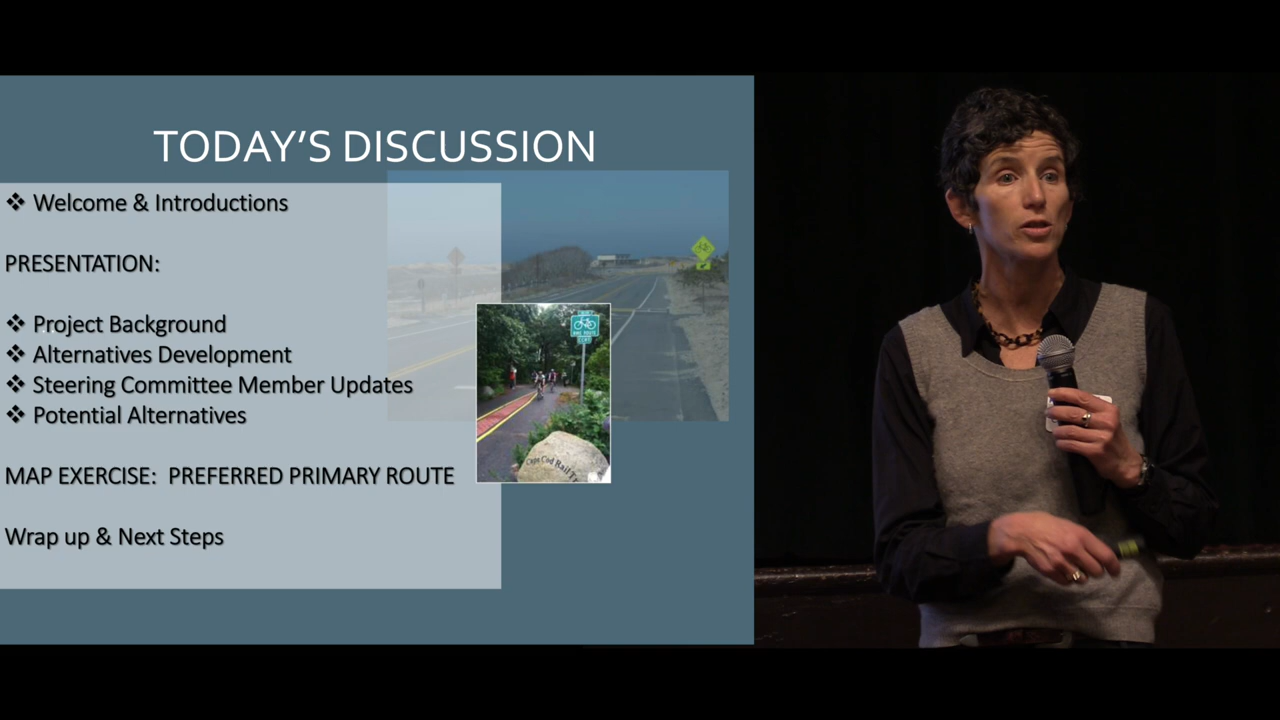 TODAY'S DISCUSSION
❖ Welcome & Introductions
PRESENTATION:
❖ Project Background
❖ Alternatives Development
❖ Steering Committee Member Updates
❖ Potential Alternatives
MAP EXERCISE: PREFERRED PRIMARY ROUTE
Wrap up & Next Steps
BIKE ROUTE
Cape Cod Rail Tr